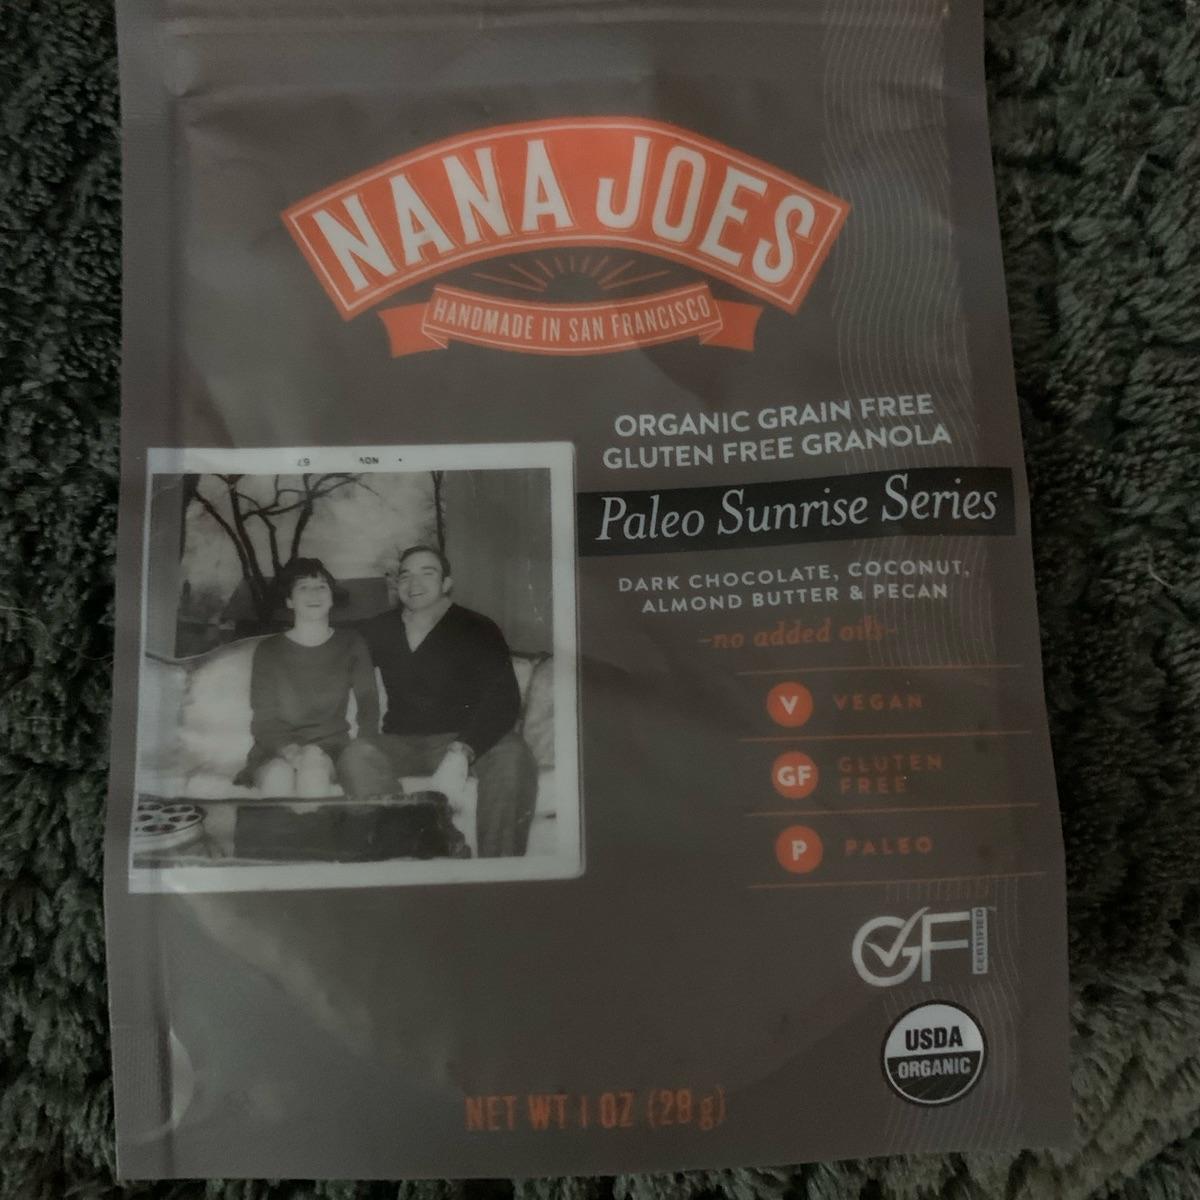 NANA JOES
HANDMADE IN SAN FRANCISCO
ORGANIC GRAIN FREE
GLUTEN FREE GRANOLA
NOV
Paleo Sunrise Series
DARK CHOCOLATE, COCONUT,
ALMOND BUTTER & PECAN
-no added oils-
V VEGAN
GF GLUTEN
FREE
P PALEO
GF CERTIFIED
USDA
ORGANIC
NET WT 1 OZ (28 g)